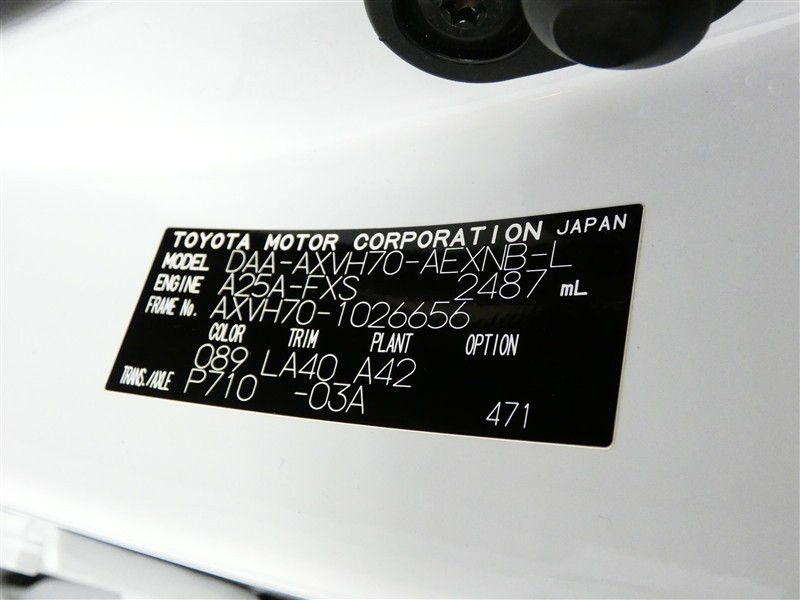 TOYOTA MOTOR CORPORATION JAPAN
MODEL DAA-AXVH70-AEXNB-L
ENGINE A25A-FXS 2487 mL
FRAME No. AXVH70-1026656
COLOR TRIM PLANT OPTION
089 LA40 A42
TRANS./AXLE P710 -03A
471